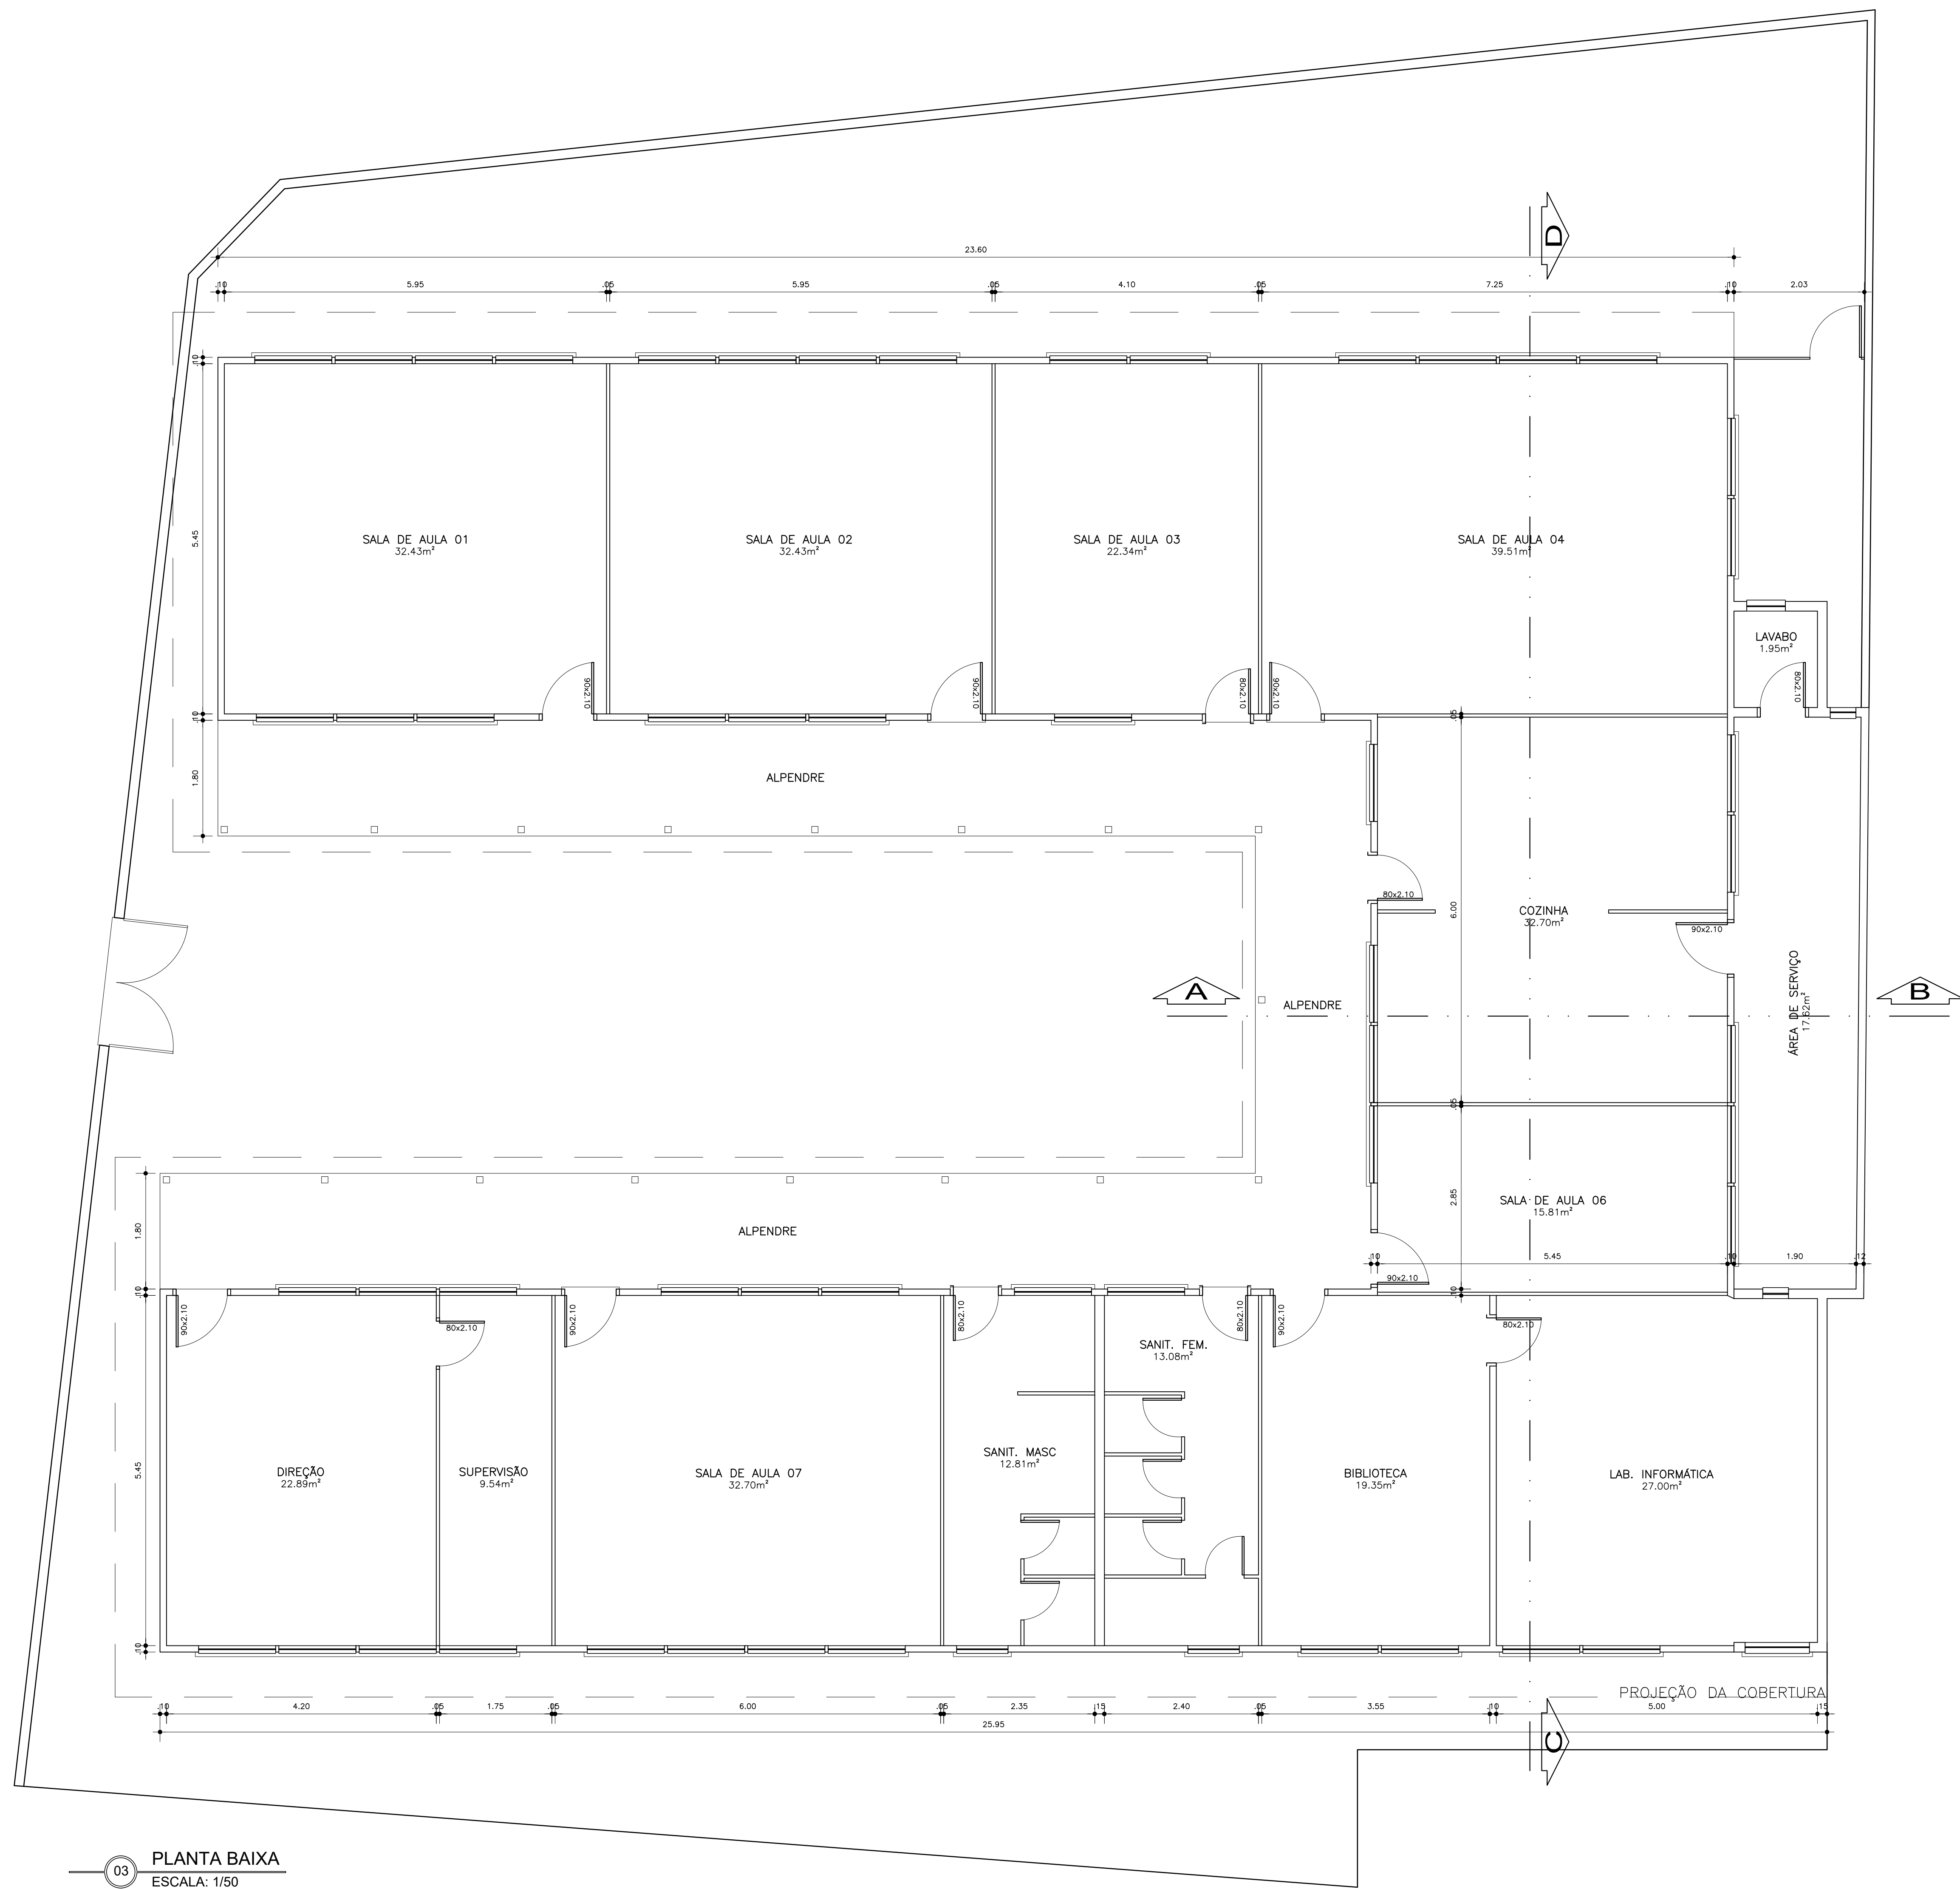 D
23.60
.10
5.95
.05
5.95
.05
4.10
.05
7.25
.10
2.03
.10
5.45
.10
1.80
SALA DE AULA 01
32.43m²
SALA DE AULA 02
32.43m²
SALA DE AULA 03
22.34m²
SALA DE AULA 04
39.51m²
LAVABO
1.95m²
90x2.10
90x2.10
80x2.10
90x2.10
80x2.10
.05
ALPENDRE
80x2.10
6.00
COZINHA
32.70m²
90x2.10
A
ALPENDRE
ÁREA DE SERVIÇO
17.62m²
B
.05
2.85
SALA DE AULA 06
15.81m²
1.80
ALPENDRE
.10
5.45
.10
1.90
.12
90x2.10
.10
.10
90x2.10
80x2.10
90x2.10
80x2.10
80x2.10
90x2.10
80x2.10
SANIT. FEM.
13.08m²
5.45
DIREÇÃO
22.89m²
SUPERVISÃO
9.54m²
SALA DE AULA 07
32.70m²
SANIT. MASC
12.81m²
BIBLIOTECA
19.35m²
LAB. INFORMÁTICA
27.00m²
.10
PROJEÇÃO DA COBERTURA
.10
4.20
.05
1.75
.05
6.00
.05
2.35
.15
2.40
.05
3.55
.10
5.00
.15
25.95
C
03
PLANTA BAIXA
ESCALA: 1/50